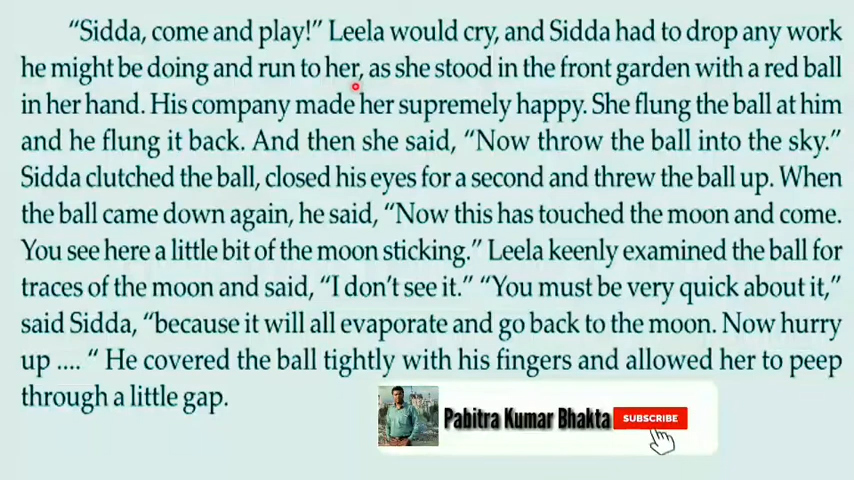 “Sidda, come and play!” Leela would cry, and Sidda had to drop any work
he might be doing and run to her, as she stood in the front garden with a red ball
in her hand. His company made her supremely happy. She flung the ball at him
and he flung it back. And then she said, “Now throw the ball into the sky.”
Sidda clutched the ball, closed his eyes for a second and threw the ball up. When
the ball came down again, he said, “Now this has touched the moon and come.
You see here a little bit of the moon sticking.” Leela keenly examined the ball for
traces of the moon and said, “I don’t see it.” “You must be very quick about it,”
said Sidda, “because it will all evaporate and go back to the moon. Now hurry
up .... “ He covered the ball tightly with his fingers and allowed her to peep
through a little gap.
Pabitra Kumar Bhakta SUBSCRIBE